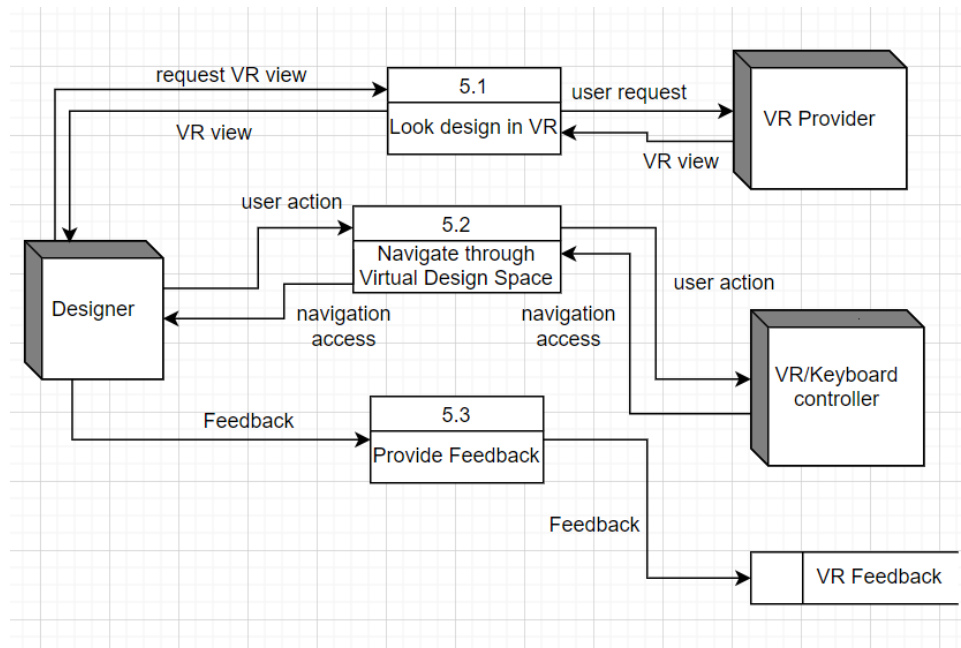 request VR view
5.1
user request
VR Provider
Look design in VR
VR view
VR view
user action
5.2
Navigate through
Virtual Design Space
user action
Designer
navigation
access
navigation
access
VR/Keyboard
controller
5.3
Feedback
Provide Feedback
Feedback
VR Feedback